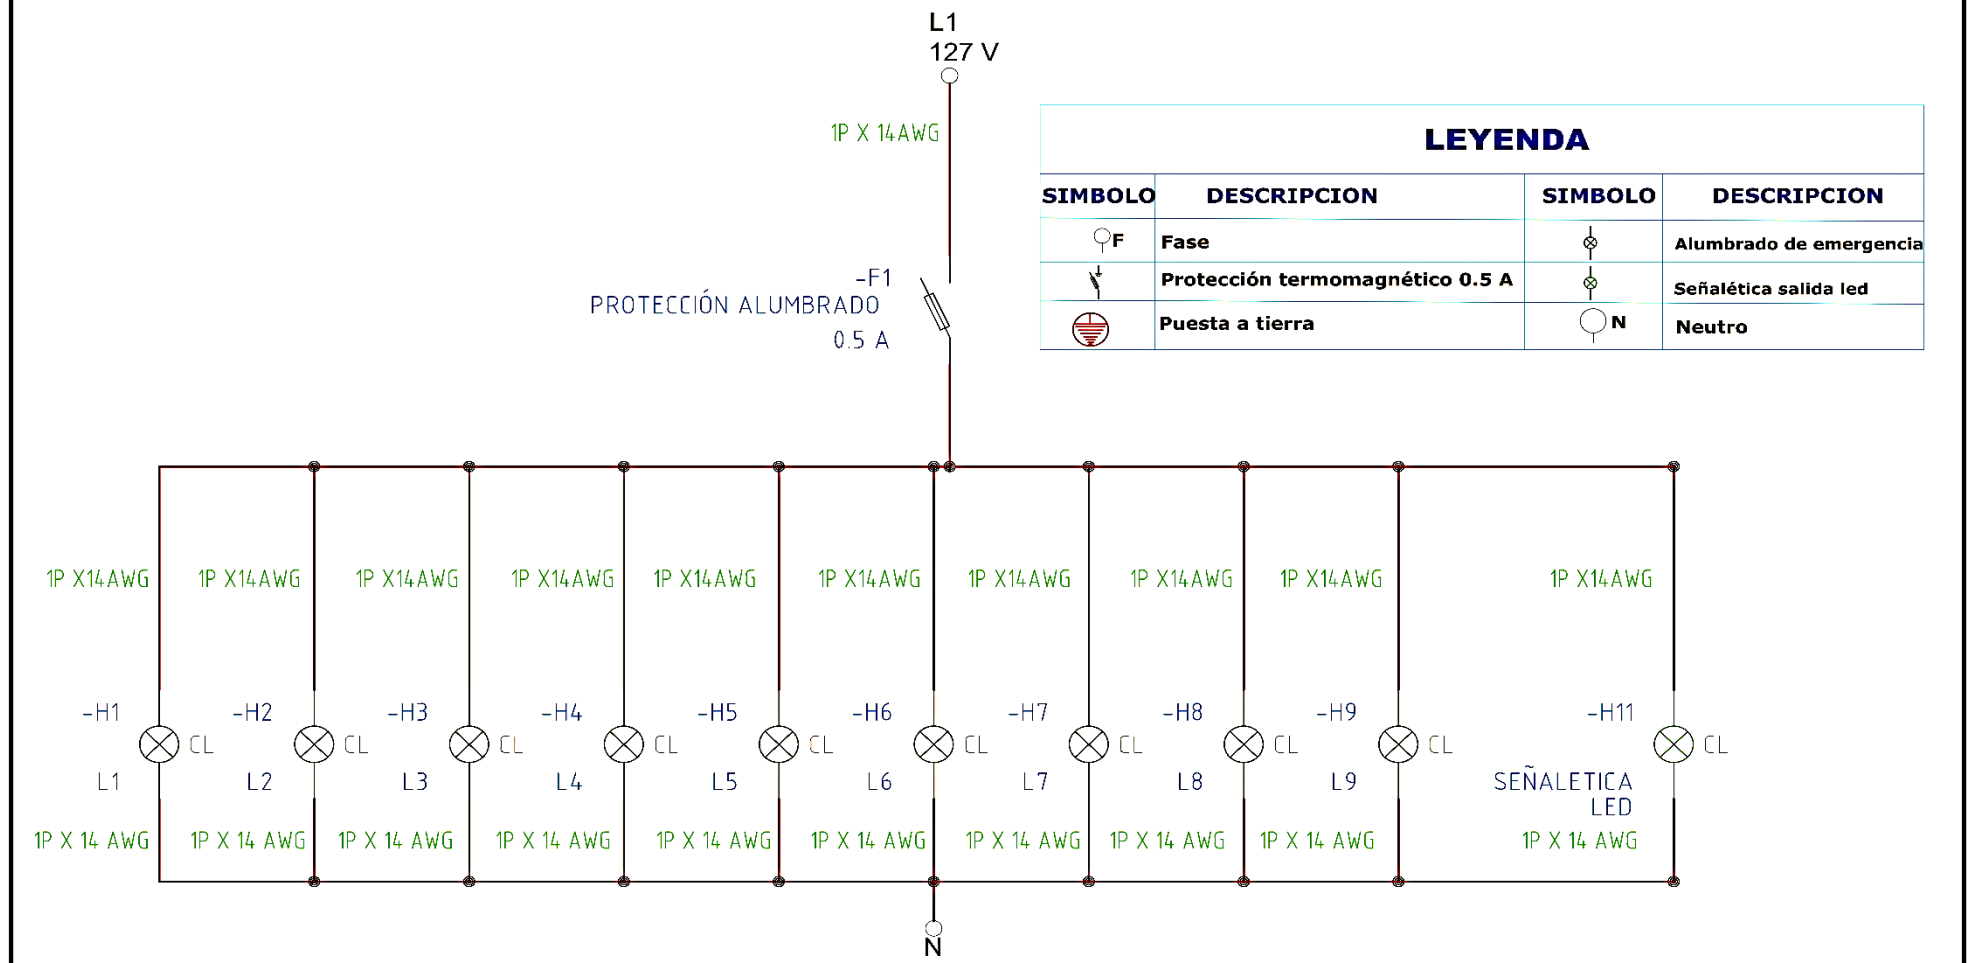 L1
127 V
1P X 14AWG
LEYENDA
SIMBOLO DESCRIPCION SIMBOLO DESCRIPCION
F Fase Alumbrado de emergencia
Protección termomagnético 0.5 A Señalética salida led
Puesta a tierra N Neutro
-F1
PROTECCIÓN ALUMBRADO
0.5 A
1P X14AWG 1P X14AWG 1P X14AWG 1P X14AWG 1P X14AWG 1P X14AWG 1P X14AWG 1P X14AWG 1P X14AWG 1P X14AWG
-H1 -H2 -H3 -H4 -H5 -H6 -H7 -H8 -H9 -H11
CL CL CL CL CL CL CL CL CL CL
L1 L2 L3 L4 L5 L6 L7 L8 L9 SEÑALETICA
LED
1P X 14 AWG 1P X 14 AWG 1P X 14 AWG 1P X 14 AWG 1P X 14 AWG 1P X 14 AWG 1P X 14 AWG 1P X 14 AWG 1P X 14 AWG 1P X 14 AWG
N